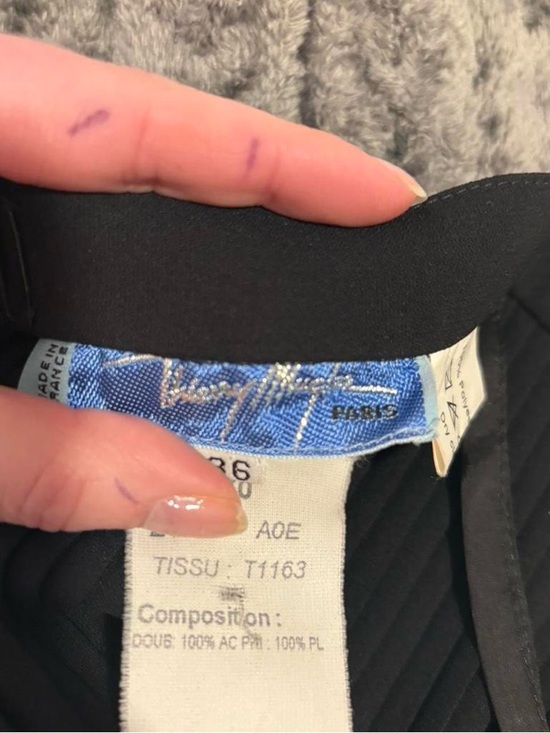 MADE IN
FRANCE
Thierry Mugler
PARIS
36
A0E
TISSU : T1163
Composition :
DOUB: 100% AC PRI : 100% PL